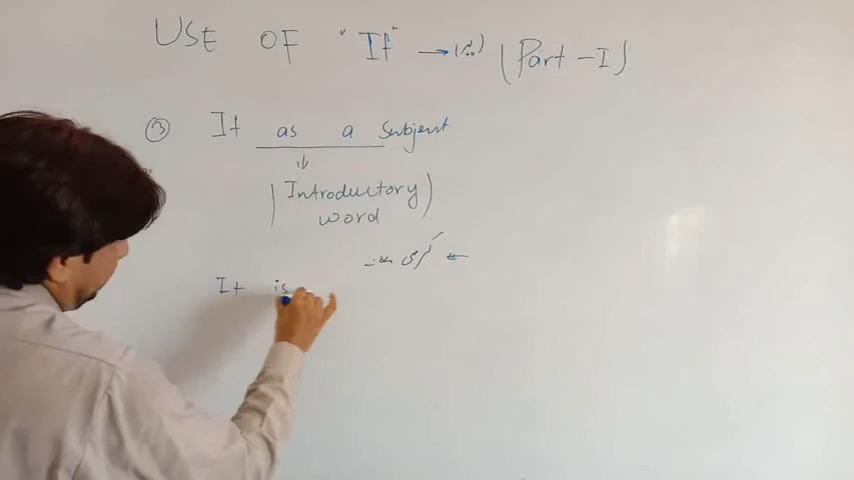 USE OF "It" → (Part - I)
③ It as a Subject
(Introductory
word)
It is